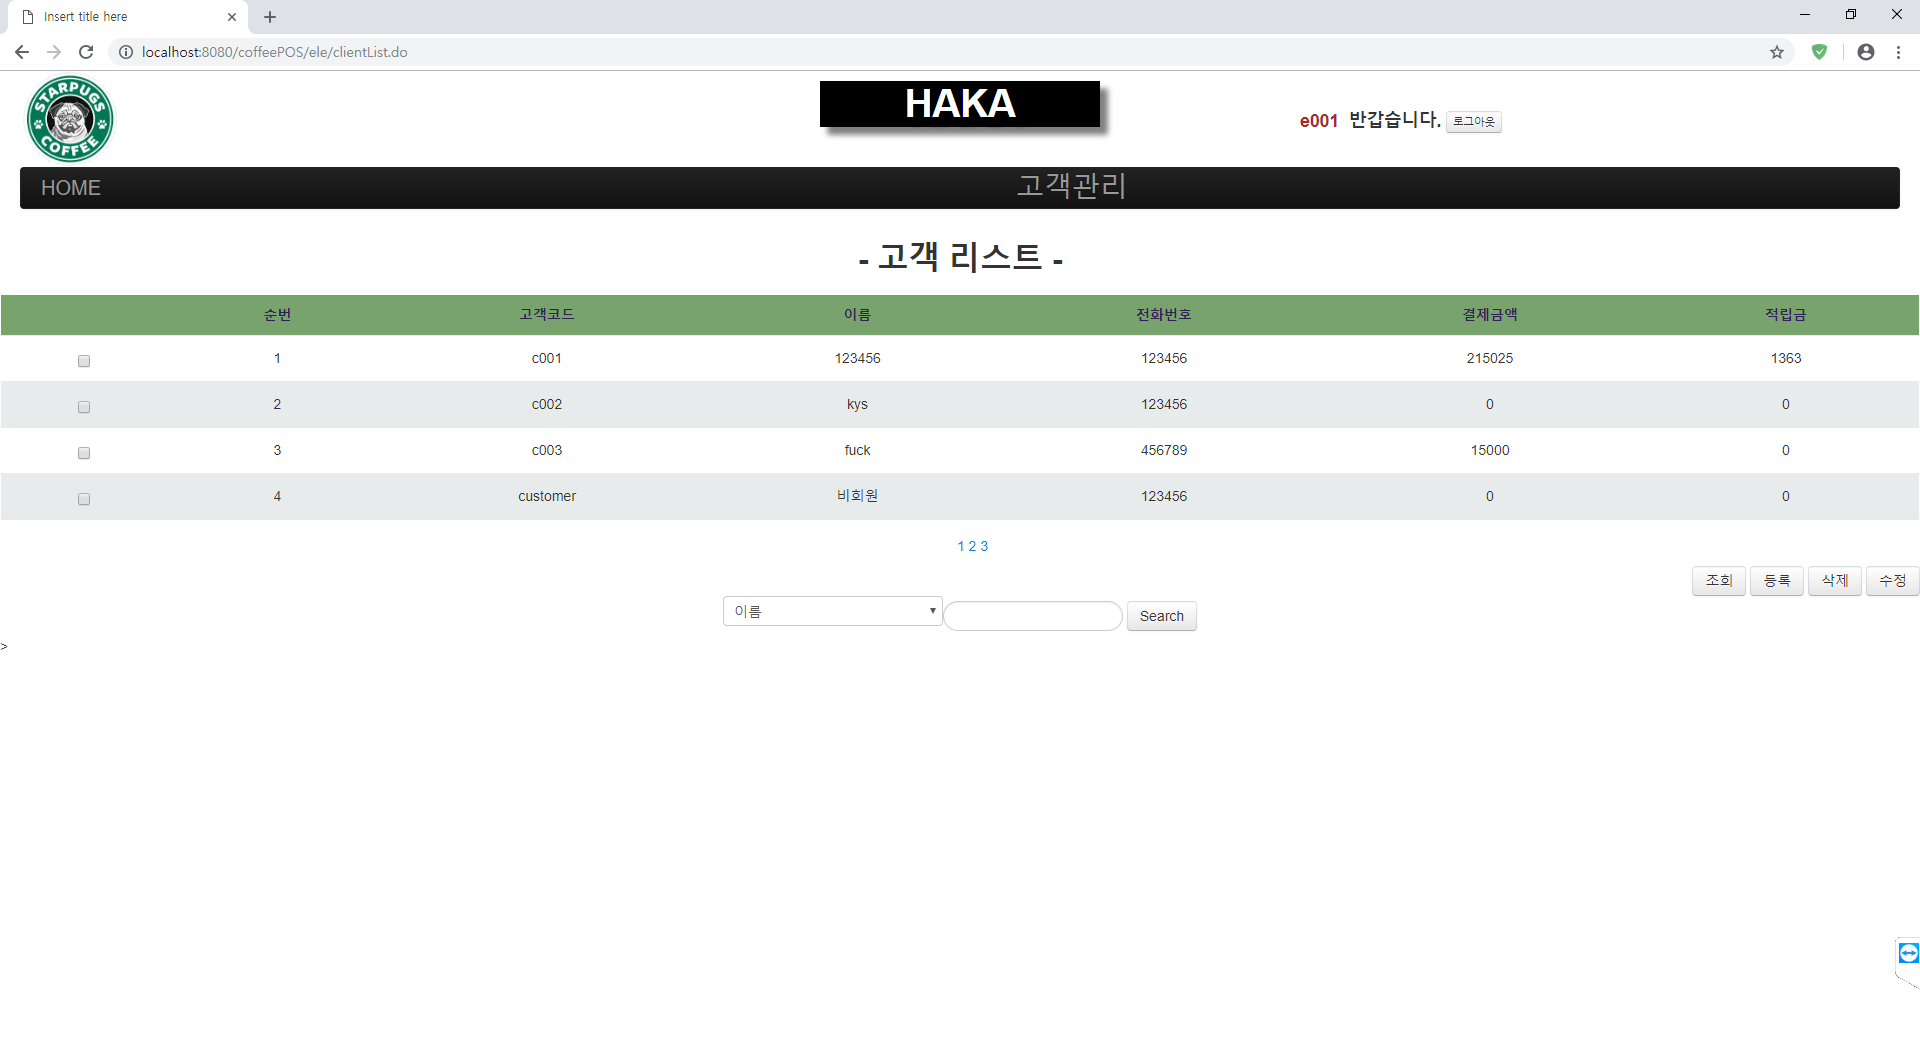 Insert title here
localhost:8080/coffeePOS/ele/clientList.do
STARPUGS COFFEE
HAKA
e001 반갑습니다. 로그아웃
HOME 고객관리
- 고객 리스트 -
순번 고객코드 이름 전화번호 결제금액 적립금
1 c001 123456 123456 215025 1363
2 c002 kys 123456 0 0
3 c003 fuck 456789 15000 0
4 customer 비회원 123456 0 0
1 2 3
조회 등록 삭제 수정
이름 Search
>